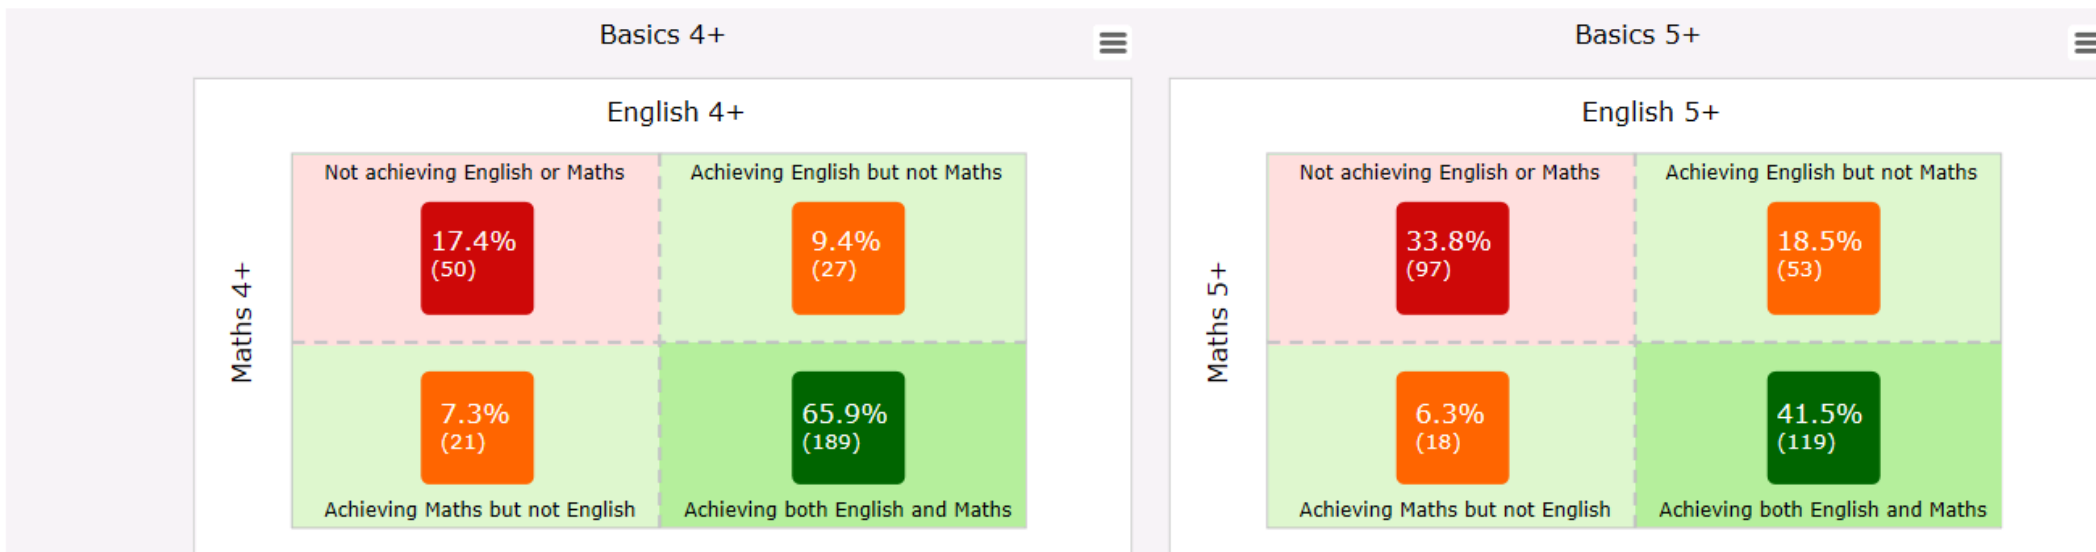 Basics 4+
English 4+
Maths 4+
Not achieving English or Maths
17.4%
(50)
Achieving English but not Maths
9.4%
(27)
7.3%
(21)
Achieving Maths but not English
65.9%
(189)
Achieving both English and Maths
Basics 5+
English 5+
Maths 5+
Not achieving English or Maths
33.8%
(97)
Achieving English but not Maths
18.5%
(53)
6.3%
(18)
Achieving Maths but not English
41.5%
(119)
Achieving both English and Maths